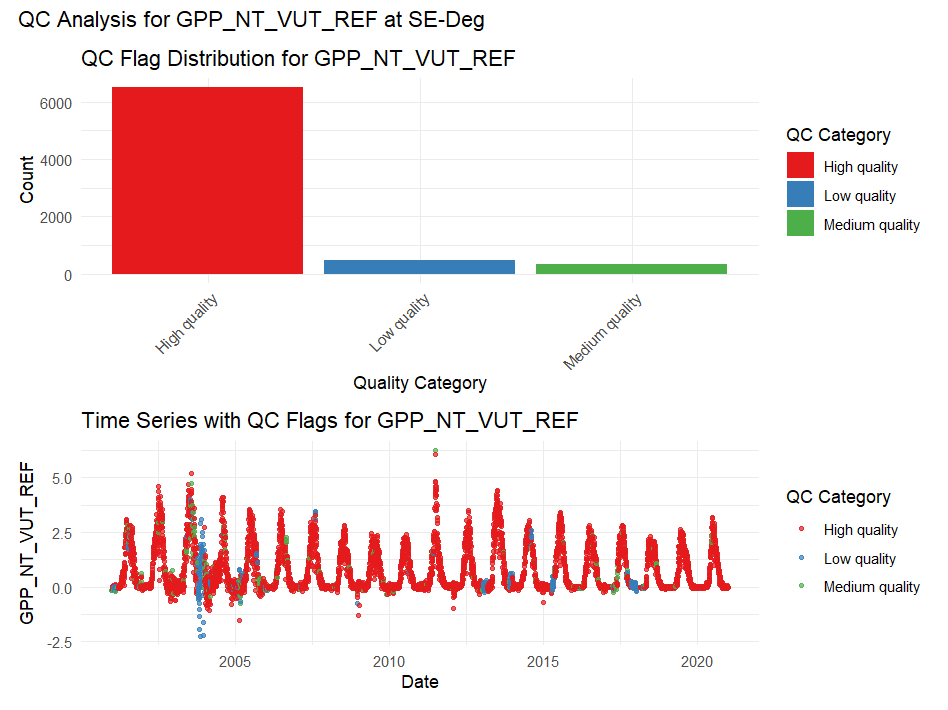 QC Analysis for GPP_NT_VUT_REF at SE-Deg
QC Flag Distribution for GPP_NT_VUT_REF
6000
4000
2000
0
Count
High quality
Low quality
Medium quality
Quality Category
QC Category
High quality
Low quality
Medium quality
Time Series with QC Flags for GPP_NT_VUT_REF
5.0
2.5
0.0
-2.5
GPP_NT_VUT_REF
2005
2010
2015
2020
Date
QC Category
High quality
Low quality
Medium quality